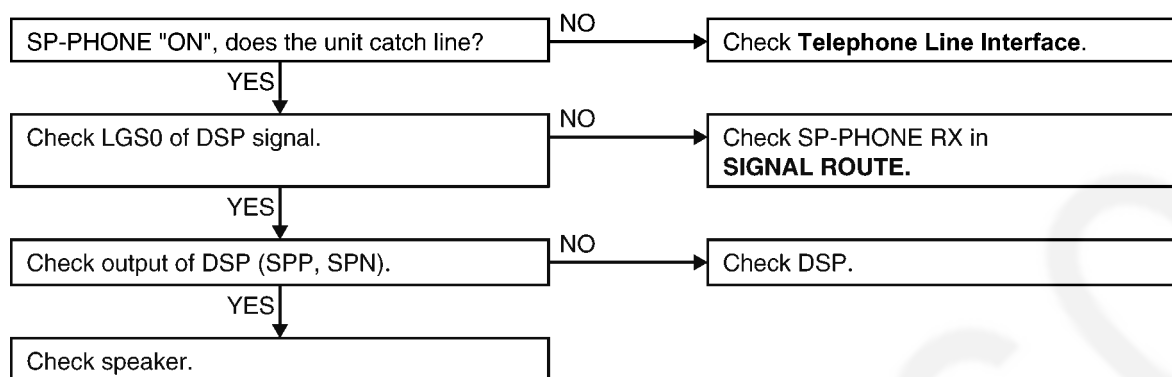 SP-PHONE "ON", does the unit catch line?
NO
Check Telephone Line Interface.
YES
Check LGS0 of DSP signal.
NO
Check SP-PHONE RX in
SIGNAL ROUTE.
YES
Check output of DSP (SPP, SPN).
NO
Check DSP.
YES
Check speaker.